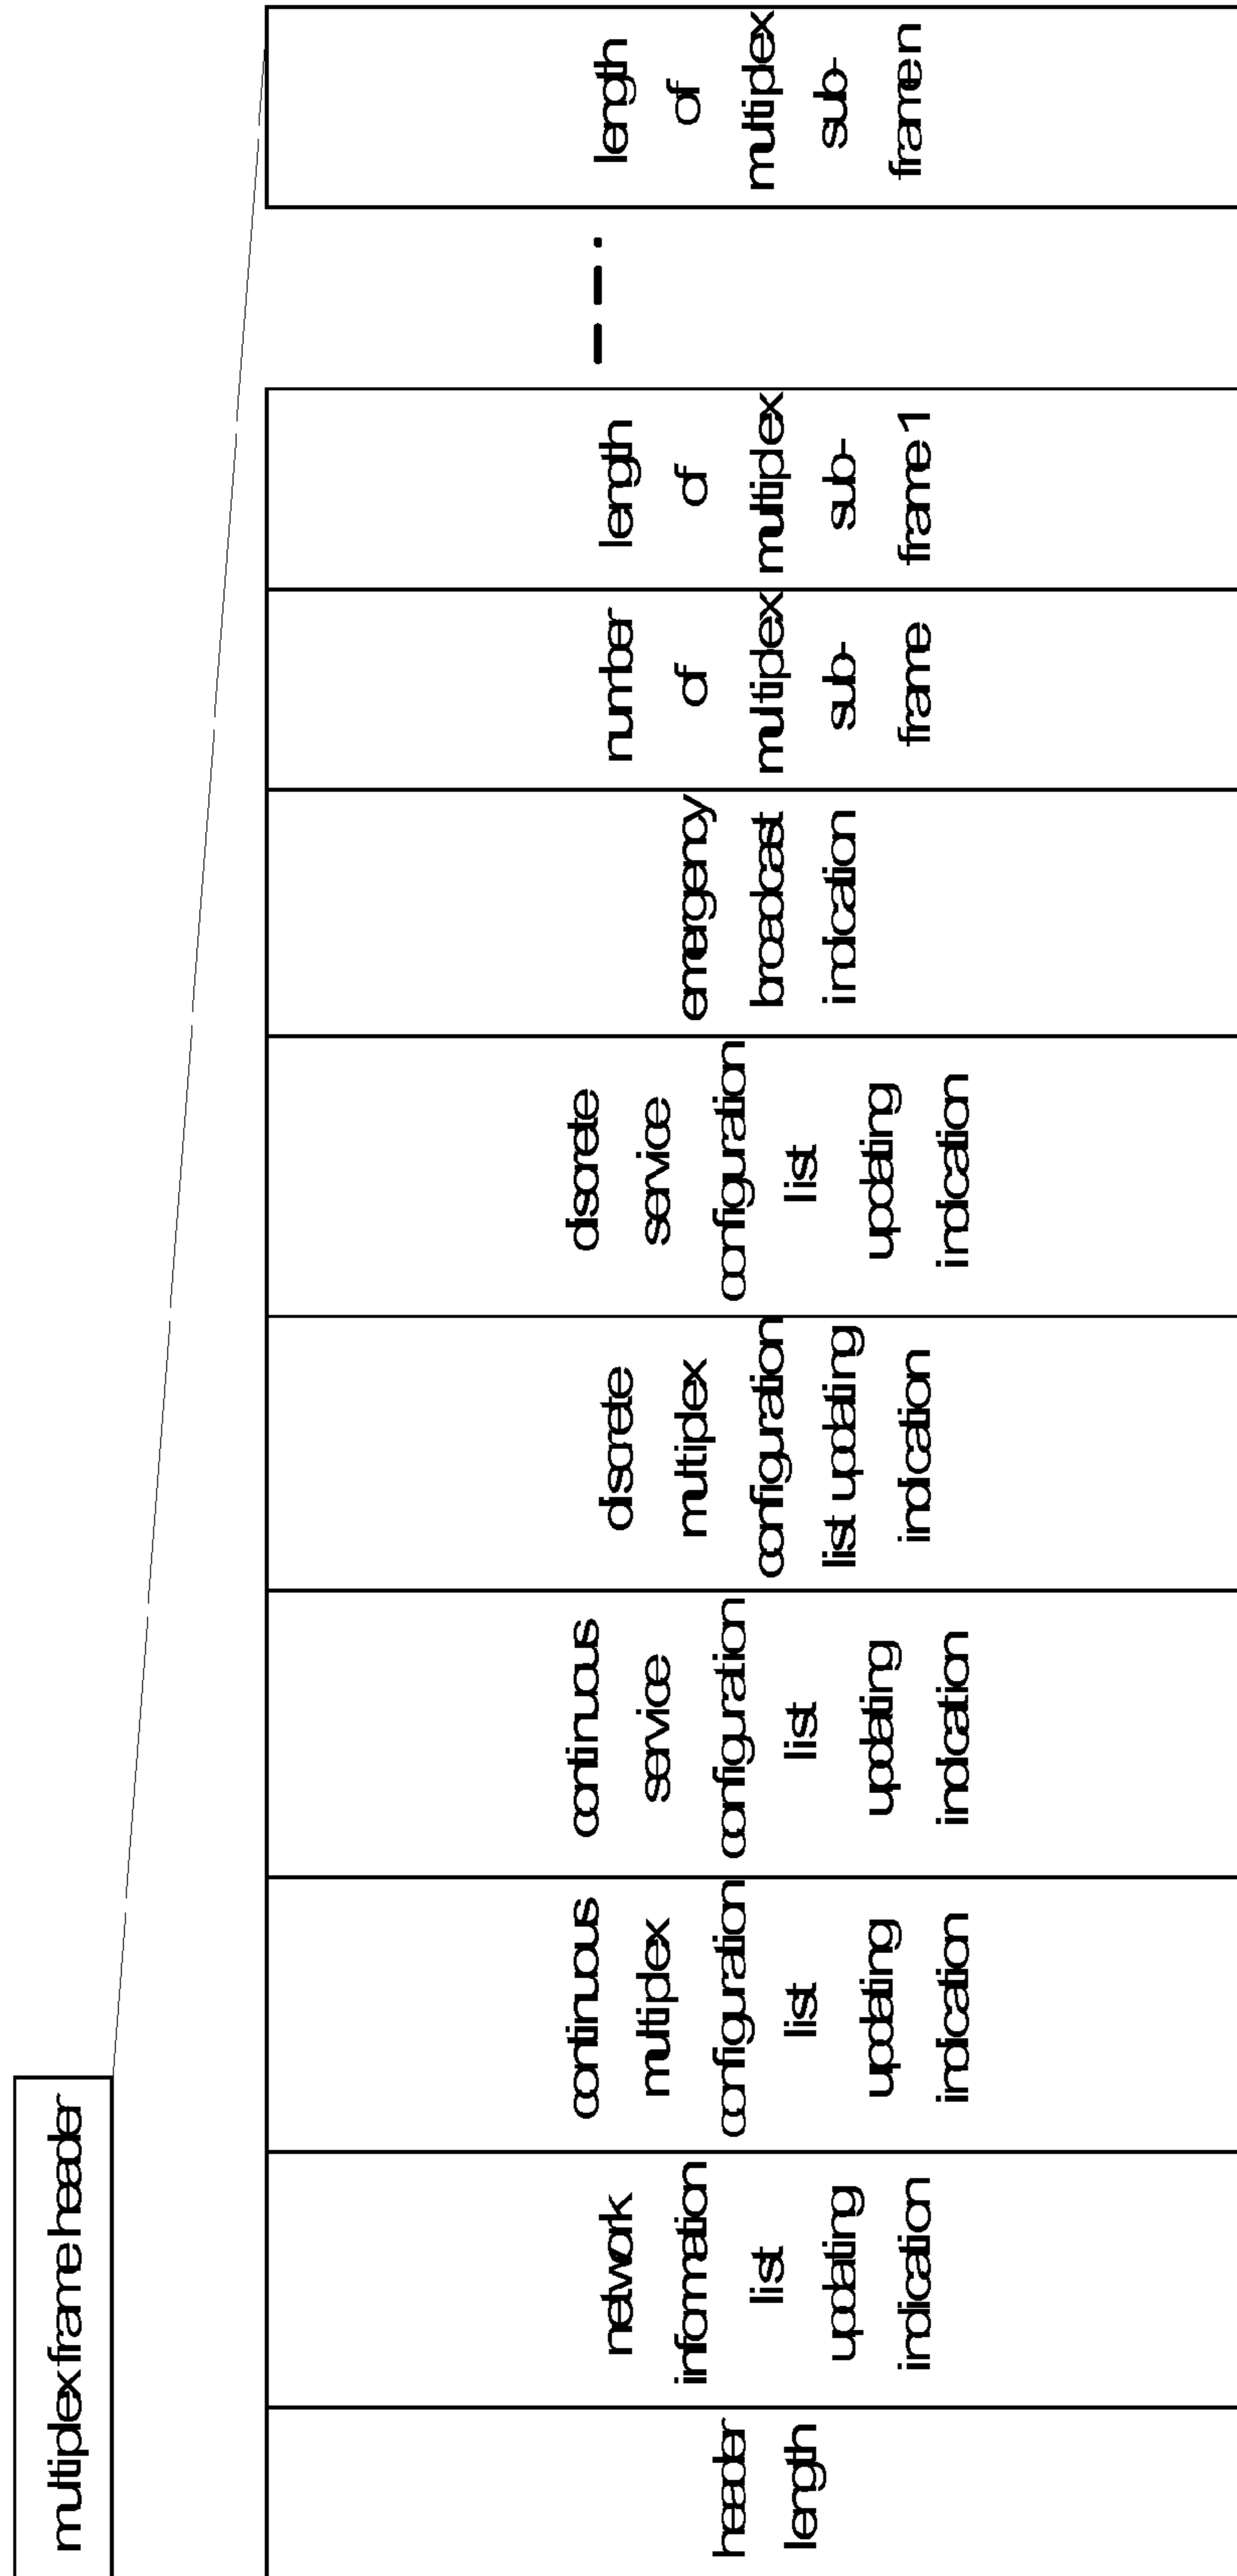 multiplex frame header
header
length
network
information
list
updating
indication
continuous
multiplex
configuration
list
updating
indication
continuous
service
configuration
list
updating
indication
discrete
multiplex
configuration
list updating
indication
discrete
service
configuration
list
updating
indication
emergency
broadcast
indication
number
of
multiplex
sub-
frame
length
of
multiplex
sub-
frame 1
length
of
multiplex
sub-
frame n